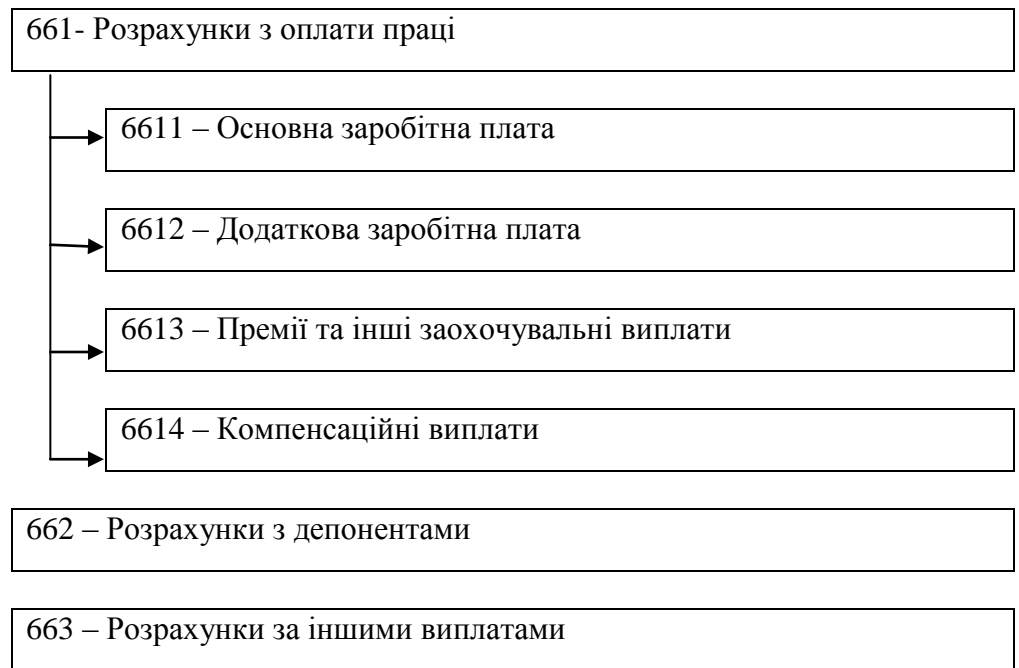 661- Розрахунки з оплати праці
6611 – Основна заробітна плата
6612 – Додаткова заробітна плата
6613 – Премії та інші заохочувальні виплати
6614 – Компенсаційні виплати
662 – Розрахунки з депонентами
663 – Розрахунки за іншими виплатами